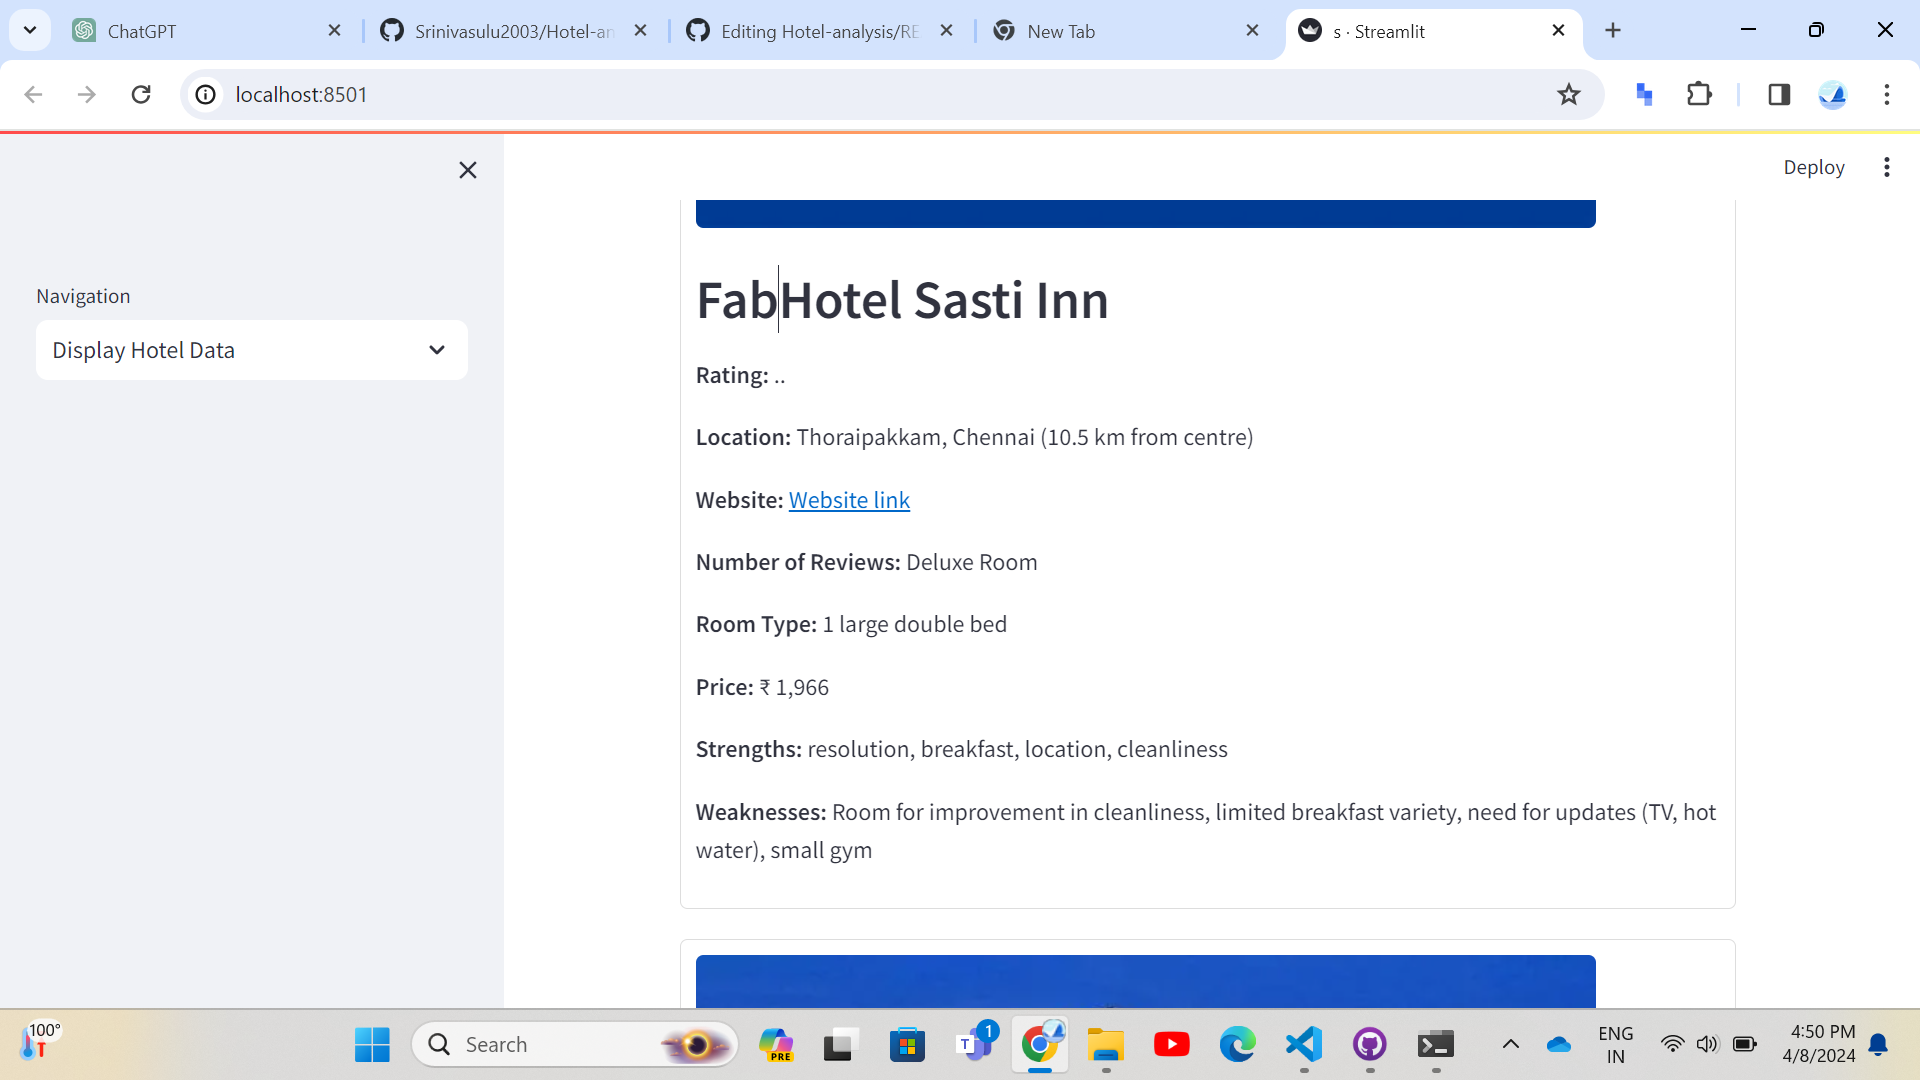 ChatGPT
Srinivasulu2003/Hotel-an
Editing Hotel-analysis/RE
New Tab
s · Streamlit
localhost:8501
Deploy
Navigation
Display Hotel Data
FabHotel Sasti Inn
Rating: ..
Location: Thoraipakkam, Chennai (10.5 km from centre)
Website: Website link
Number of Reviews: Deluxe Room
Room Type: 1 large double bed
Price: ₹ 1,966
Strengths: resolution, breakfast, location, cleanliness
Weaknesses: Room for improvement in cleanliness, limited breakfast variety, need for updates (TV, hot
water), small gym
100°
Search
PRE
T
1
ENG
IN
4:50 PM
4/8/2024